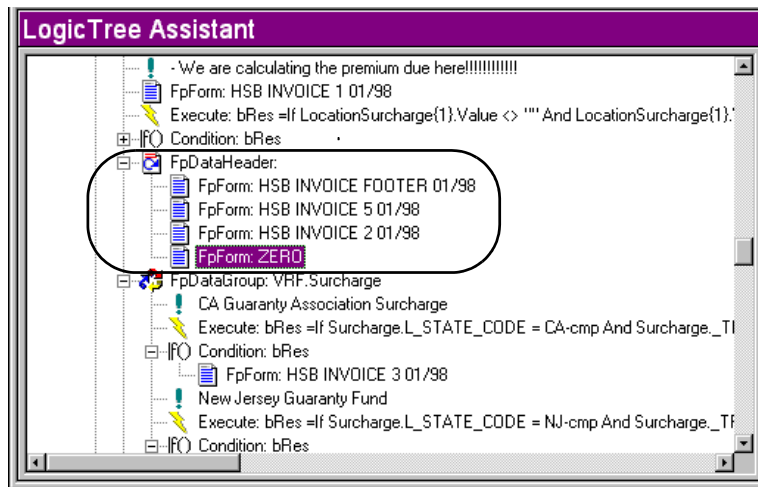 LogicTree Assistant
- We are calculating the premium due here!!!!!!!!!!!!
FpForm: HSB INVOICE 1 01/98
Execute: bRes =If LocationSurcharge{1}.Value <> "" And LocationSurcharge{1}.
If() Condition: bRes
FpDataHeader:
FpForm: HSB INVOICE FOOTER 01/98
FpForm: HSB INVOICE 5 01/98
FpForm: HSB INVOICE 2 01/98
FpForm: ZERO
FpDataGroup: VRF.Surcharge
CA Guaranty Association Surcharge
Execute: bRes =If Surcharge.L_STATE_CODE = CA-cmp And Surcharge._
If() Condition: bRes
FpForm: HSB INVOICE 3 01/98
New Jersey Guaranty Fund
Execute: bRes =If Surcharge.L_STATE_CODE = NJ-cmp And Surcharge._
If() Condition: bRes